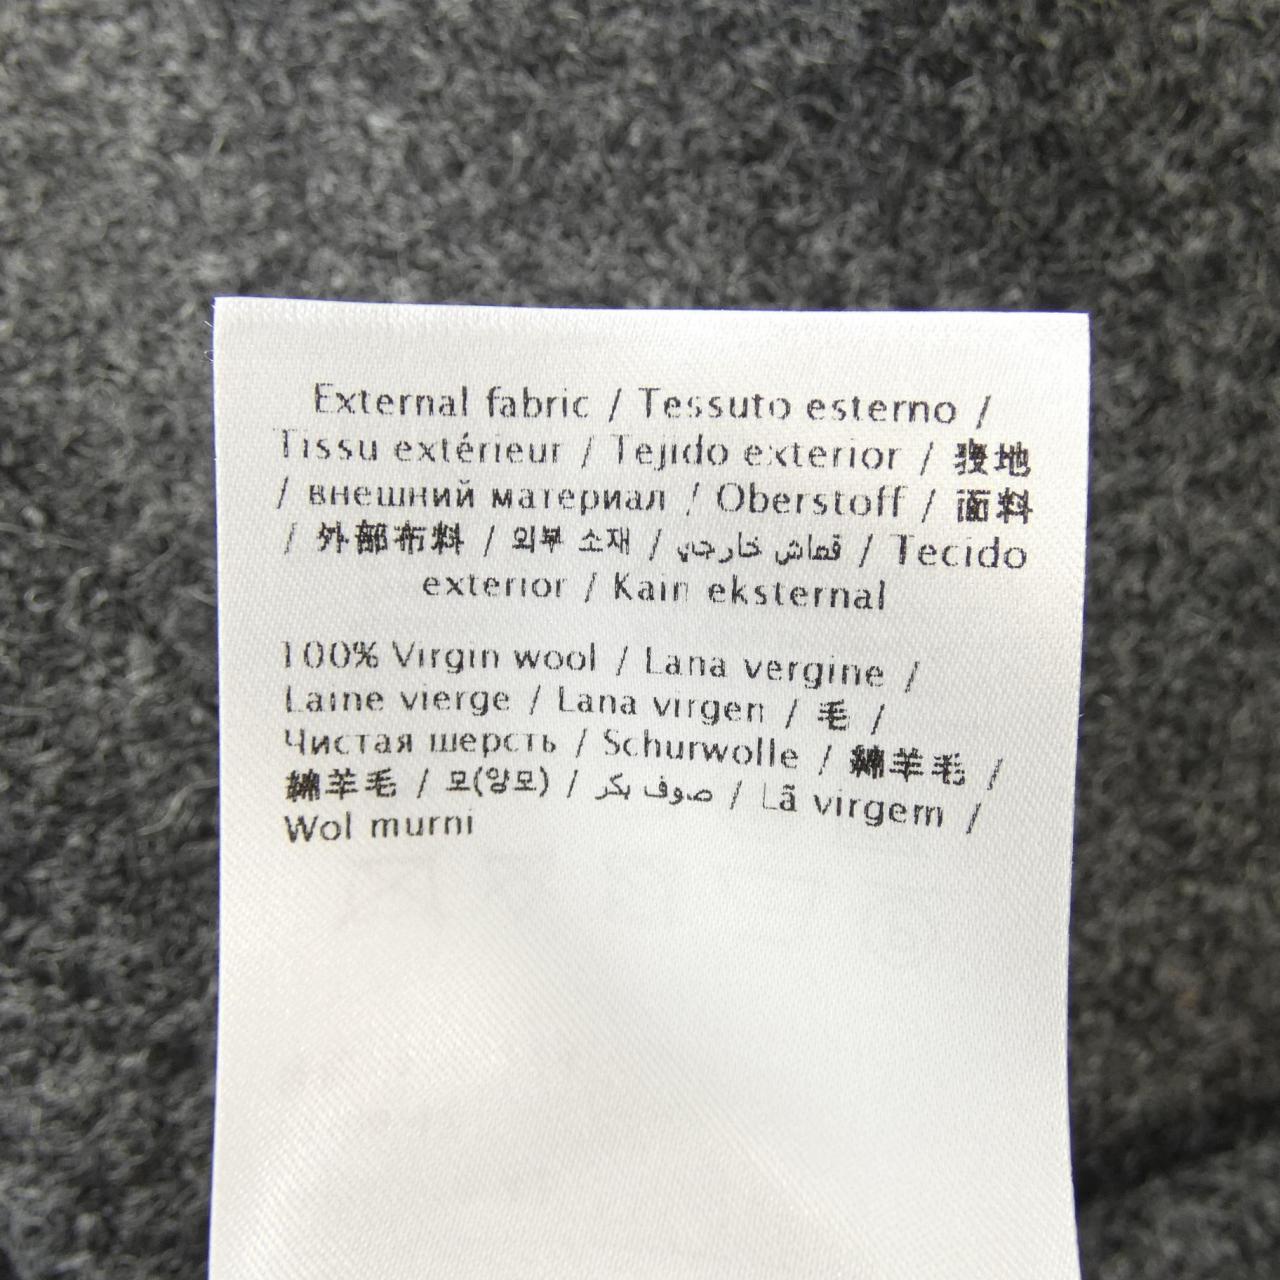 External fabric / Tessuto esterno /
Tissu extérieur / Tejido exterior / 表地
/ внешний материал / Oberstoff / 面料
/ 外部布料 / 외부 소재 / قماش خارجي / Tecido
exterior / Kain eksternal
100% Virgin wool / Lana vergine /
Laine vierge / Lana virgen / 毛 /
Чистая шерсть / Schurwolle / 綿羊毛 /
綿羊毛 / 모(양모) / صوف بكر / Lã virgem /
Wol murni